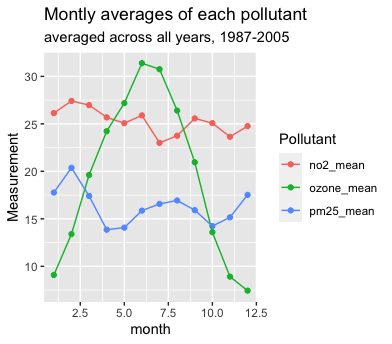 Montly averages of each pollutant
averaged across all years, 1987-2005
30
25
20
15
10
Measurement
2.5 5.0 7.5 10.0 12.5
month
Pollutant
no2_mean
ozone_mean
pm25_mean